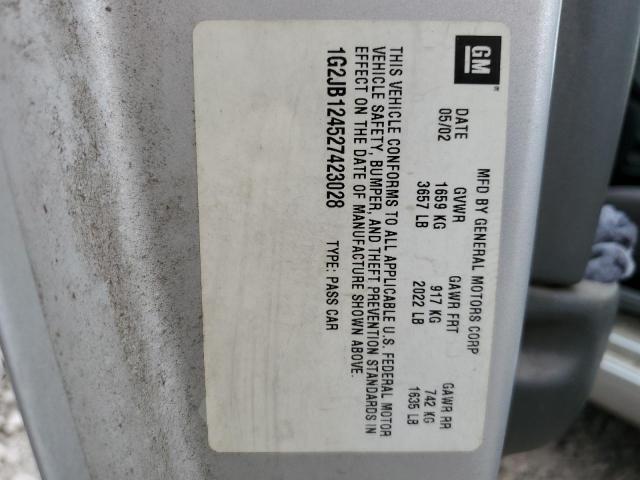 GM
MFD BY GENERAL MOTORS CORP
DATE GVWR GAWR FRT GAWR RR
05/02 1659 KG 917 KG 742 KG
3657 LB 2022 LB 1635 LB
THIS VEHICLE CONFORMS TO ALL APPLICABLE U.S. FEDERAL MOTOR
VEHICLE SAFETY, BUMPER, AND THEFT PREVENTION STANDARDS IN
EFFECT ON THE DATE OF MANUFACTURE SHOWN ABOVE.
1G2JB124527423028 TYPE: PASS CAR